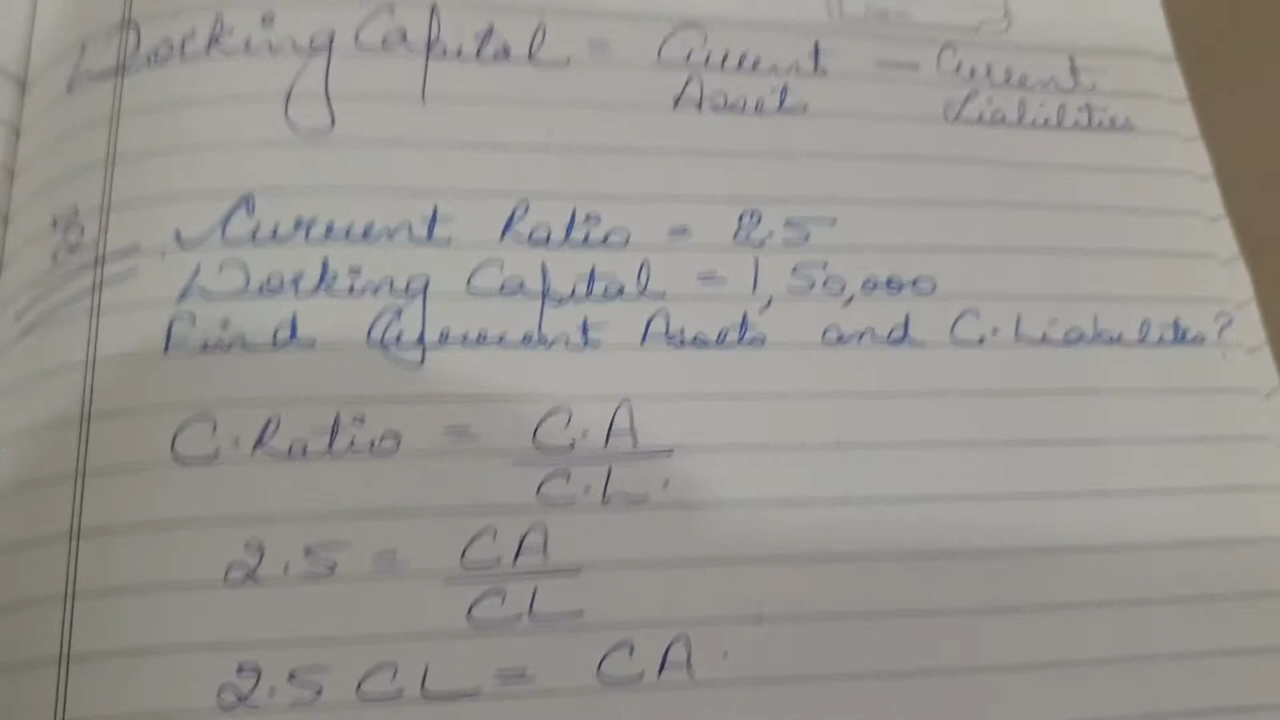 Working Capital = Current Assets - Current Liabilities
Current Ratio = 2.5
Working Capital = 1,50,000
Find Current Assets and C. Liabilities?
C. Ratio = C.A / C.L.
2.5 = CA / CL
2.5 CL = CA.